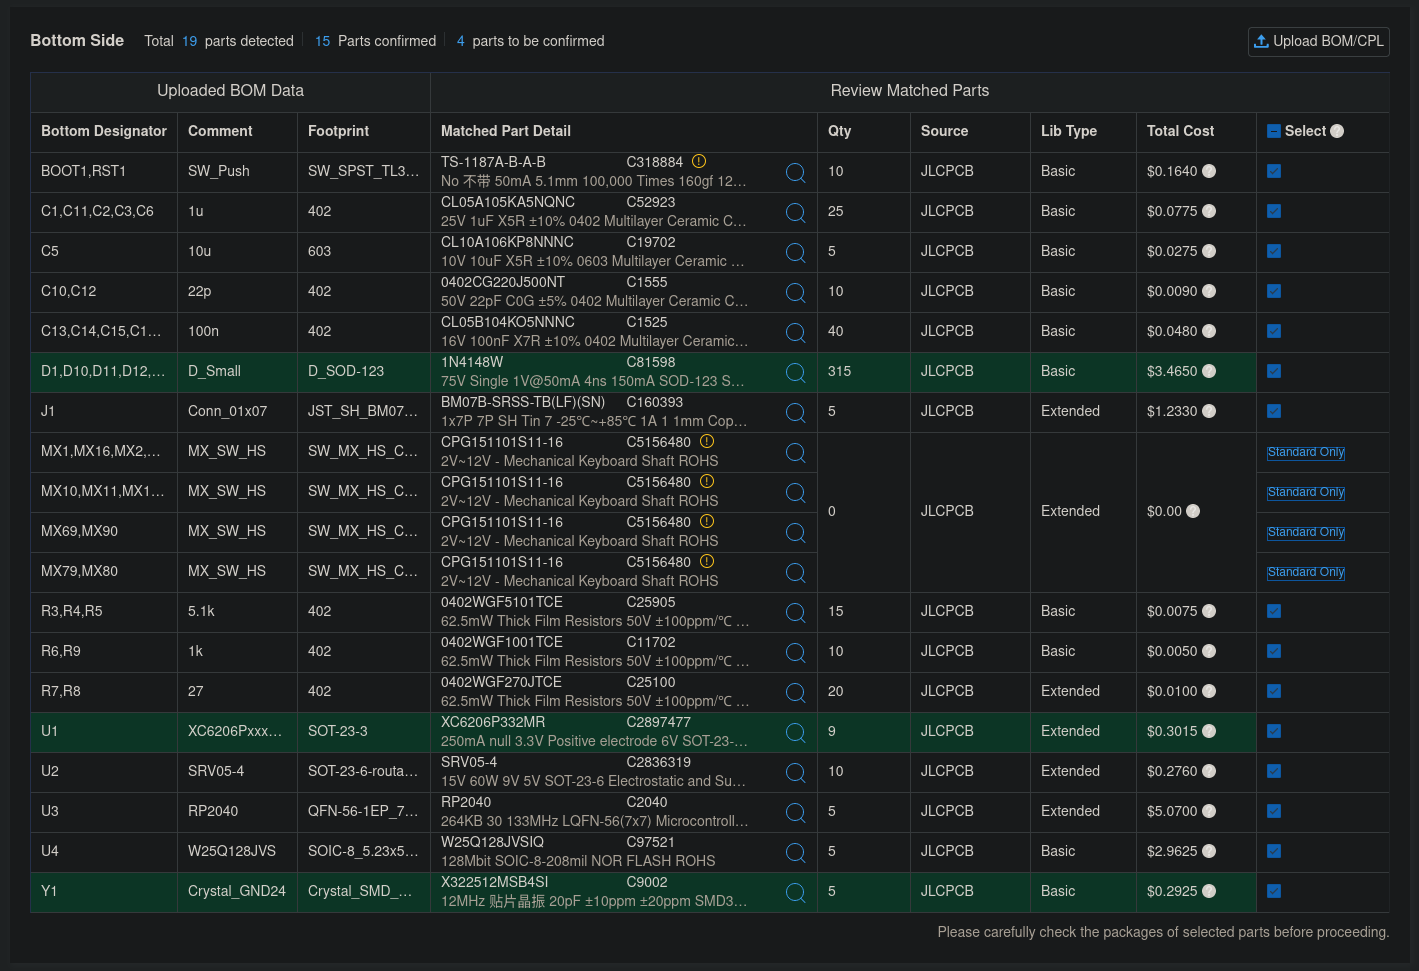 Bottom Side Total 19 parts detected 15 Parts confirmed 4 parts to be confirmed Upload BOM/CPL
Uploaded BOM Data Review Matched Parts
Bottom Designator Comment Footprint Matched Part Detail Qty Source Lib Type Total Cost Select
BOOT1,RST1 SW_Push SW_SPST_TL3... TS-1187A-B-A-B C318884 10 JLCPCB Basic $0.1640
No 不带 50mA 5.1mm 100,000 Times 160gf 12...
C1,C11,C2,C3,C6 1u 402 CL05A105KA5NQNC C52923 25 JLCPCB Basic $0.0775
25V 1uF X5R ±10% 0402 Multilayer Ceramic C...
C5 10u 603 CL10A106KP8NNNC C19702 5 JLCPCB Basic $0.0275
10V 10uF X5R ±10% 0603 Multilayer Ceramic ...
C10,C12 22p 402 0402CG220J500NT C1555 10 JLCPCB Basic $0.0090
50V 22pF C0G ±5% 0402 Multilayer Ceramic C...
C13,C14,C15,C1... 100n 402 CL05B104KO5NNNC C1525 40 JLCPCB Basic $0.0480
16V 100nF X7R ±10% 0402 Multilayer Ceramic...
D1,D10,D11,D12,... D_Small D_SOD-123 1N4148W C81598 315 JLCPCB Basic $3.4650
75V Single 1V@50mA 4ns 150mA SOD-123 S...
J1 Conn_01x07 JST_SH_BM07... BM07B-SRSS-TB(LF)(SN) C160393 5 JLCPCB Extended $1.2330
1x7P 7P SH Tin 7 -25℃~+85℃ 1A 1 1mm Cop...
MX1,MX16,MX2,... MX_SW_HS SW_MX_HS_C... CPG151101S11-16 C5156480 Standard Only
2V~12V - Mechanical Keyboard Shaft ROHS
MX10,MX11,MX1... MX_SW_HS SW_MX_HS_C... CPG151101S11-16 C5156480 Standard Only
2V~12V - Mechanical Keyboard Shaft ROHS
0 JLCPCB Extended $0.00
MX69,MX90 MX_SW_HS SW_MX_HS_C... CPG151101S11-16 C5156480 Standard Only
2V~12V - Mechanical Keyboard Shaft ROHS
MX79,MX80 MX_SW_HS SW_MX_HS_C... CPG151101S11-16 C5156480 Standard Only
2V~12V - Mechanical Keyboard Shaft ROHS
R3,R4,R5 5.1k 402 0402WGF5101TCE C25905 15 JLCPCB Basic $0.0075
62.5mW Thick Film Resistors 50V ±100ppm/℃ ...
R6,R9 1k 402 0402WGF1001TCE C11702 10 JLCPCB Basic $0.0050
62.5mW Thick Film Resistors 50V ±100ppm/℃ ...
R7,R8 27 402 0402WGF270JTCE C25100 20 JLCPCB Extended $0.0100
62.5mW Thick Film Resistors 50V ±100ppm/℃ ...
U1 XC6206Pxxx... SOT-23-3 XC6206P332MR C2897477 9 JLCPCB Extended $0.3015
250mA null 3.3V Positive electrode 6V SOT-23-...
U2 SRV05-4 SOT-23-6-routa... SRV05-4 C2836319 10 JLCPCB Extended $0.2760
15V 60W 9V 5V SOT-23-6 Electrostatic and Su...
U3 RP2040 QFN-56-1EP_7... RP2040 C2040 5 JLCPCB Extended $5.0700
264KB 30 133MHz LQFN-56(7x7) Microcontroll...
U4 W25Q128JVS SOIC-8_5.23x5... W25Q128JVSIQ C97521 5 JLCPCB Basic $2.9625
128Mbit SOIC-8-208mil NOR FLASH ROHS
Y1 Crystal_GND24 Crystal_SMD_... X322512MSB4SI C9002 5 JLCPCB Basic $0.2925
12MHz 贴片晶振 20pF ±10ppm ±20ppm SMD3...
Please carefully check the packages of selected parts before proceeding.